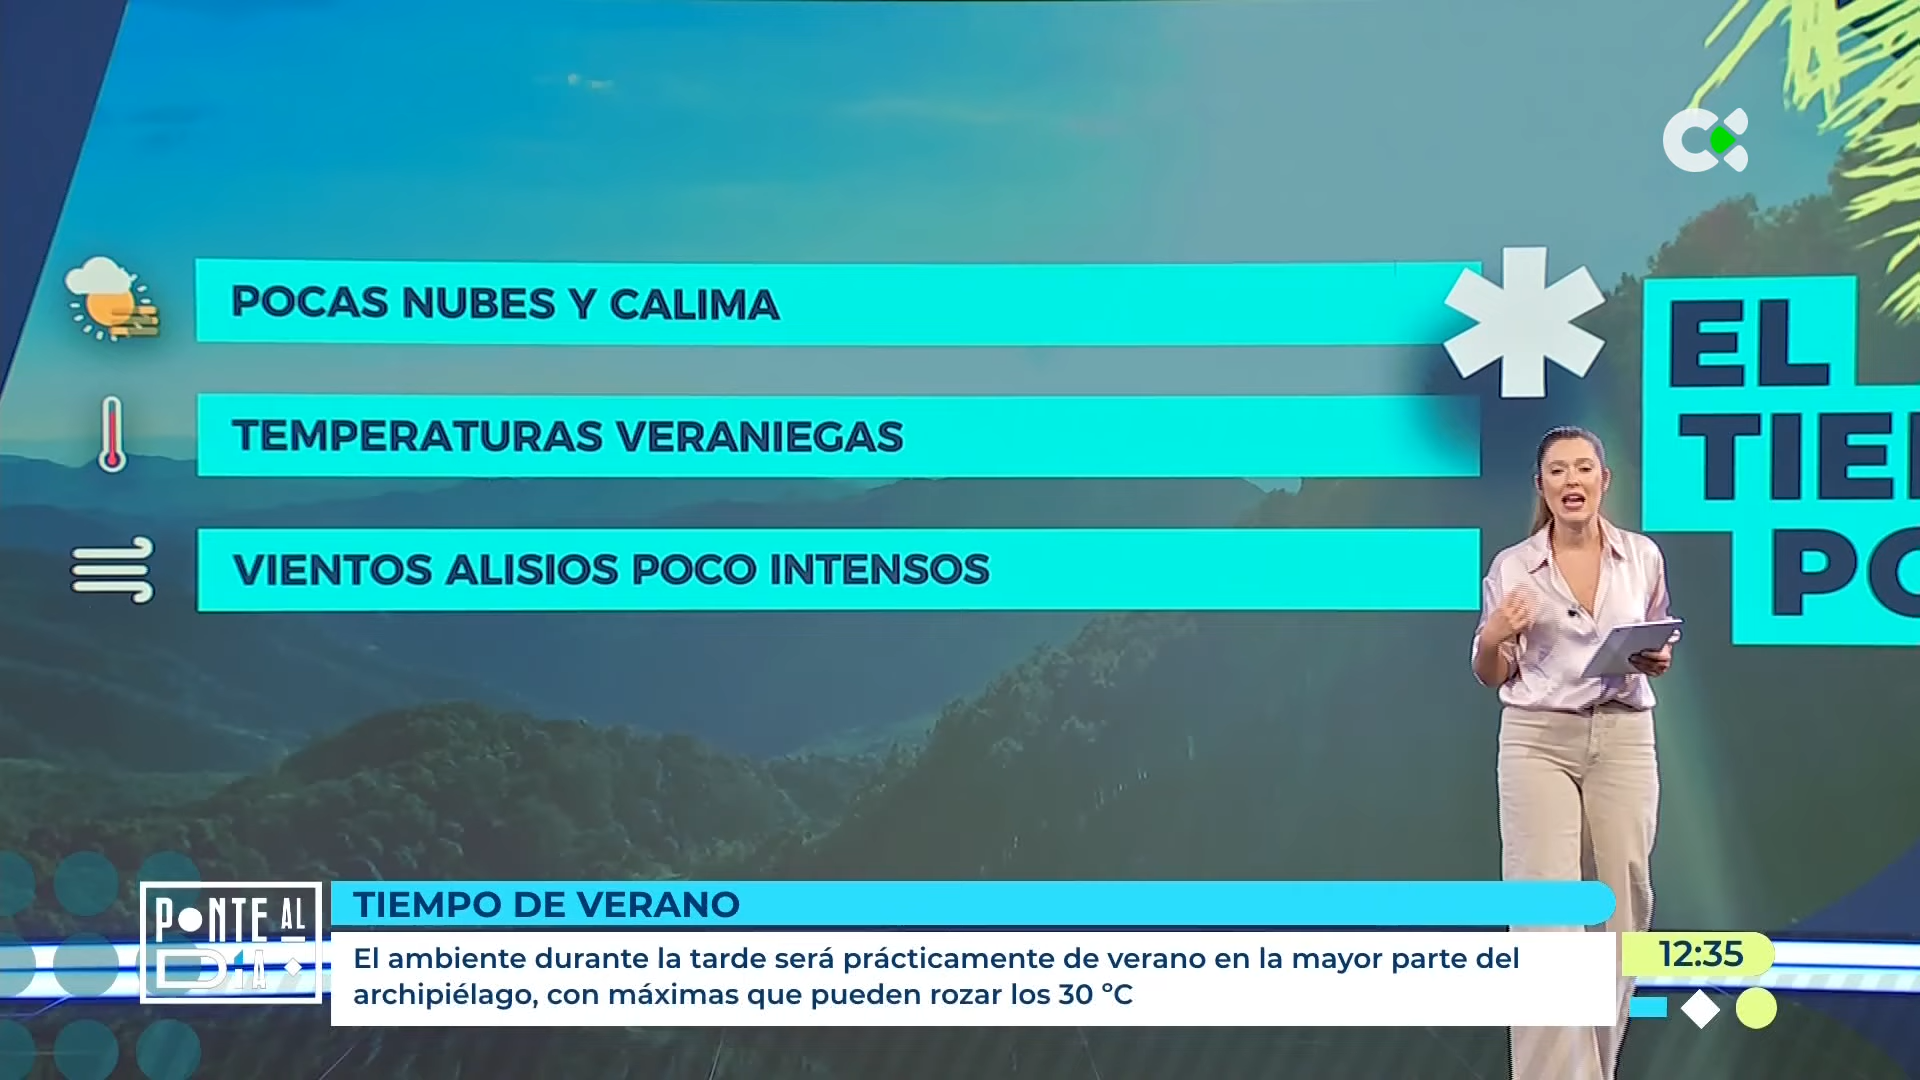 POCAS NUBES Y CALIMA
TEMPERATURAS VERANIEGAS
VIENTOS ALISIOS POCO INTENSOS
EL
TIE
PO
PONTE AL
DÍA
TIEMPO DE VERANO
El ambiente durante la tarde será prácticamente de verano en la mayor parte del
archipiélago, con máximas que pueden rozar los 30 ºC
12:35